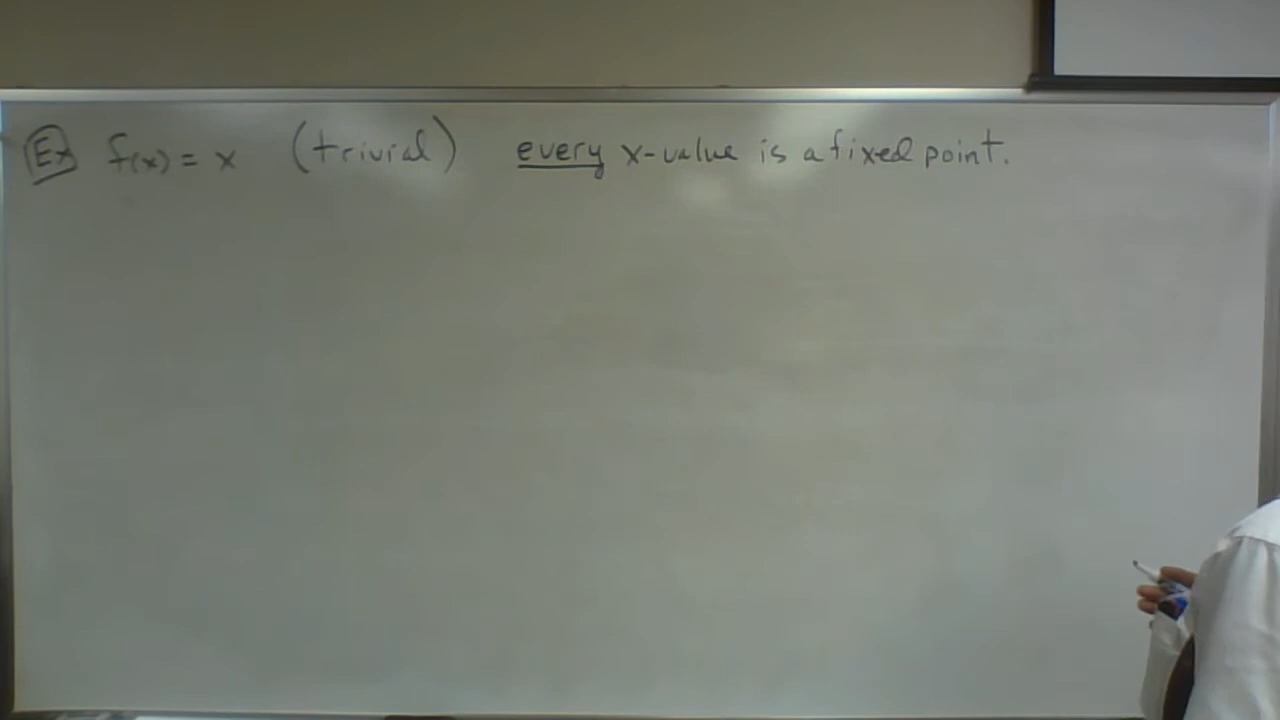 Ex f(x) = x (trivial) every x-value is a fixed point.